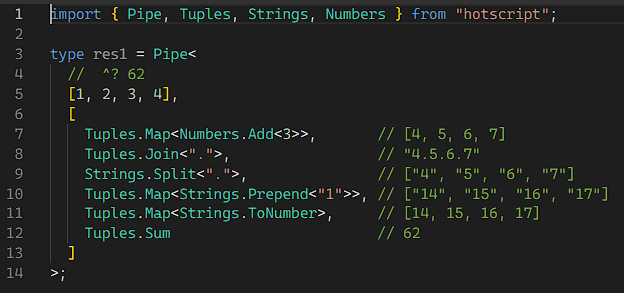 1 import { Pipe, Tuples, Strings, Numbers } from "hotscript";
2
3 type res1 = Pipe<
4   //  ^? 62
5   [1, 2, 3, 4],
6   [
7     Tuples.Map<Numbers.Add<3>>,       // [4, 5, 6, 7]
8     Tuples.Join<".">,                 // "4.5.6.7"
9     Strings.Split<".">,               // ["4", "5", "6", "7"]
10     Tuples.Map<Strings.Prepend<"1">>, // ["14", "15", "16", "17"]
11     Tuples.Map<Strings.ToNumber>,     // [14, 15, 16, 17]
12     Tuples.Sum                        // 62
13   ]
14 >;